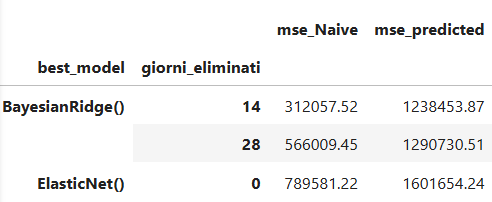 mse_Naive mse_predicted
best_model giorni_eliminati
BayesianRidge() 14 312057.52 1238453.87
28 566009.45 1290730.51
ElasticNet() 0 789581.22 1601654.24